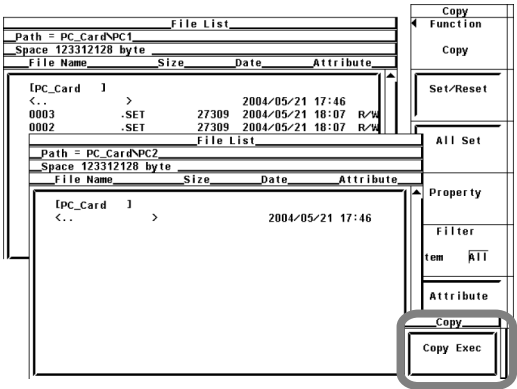 File List
Path = PC_Card\PC1
Space 123312128 byte
File Name Size Date Attribute
[PC_Card ]
<.. > 2004/05/21 17:46
0003 .SET 27309 2004/05/21 18:07 R/W
0002 .SET 27309 2004/05/21 18:07 R/W
File List
Path = PC_Card\PC2
Space 123312128 byte
File Name Size Date Attribute
[PC_Card ]
<.. > 2004/05/21 17:46
Copy
Function
Copy
Set/Reset
All Set
Property
Filter
tem All
Attribute
Copy
Copy Exec